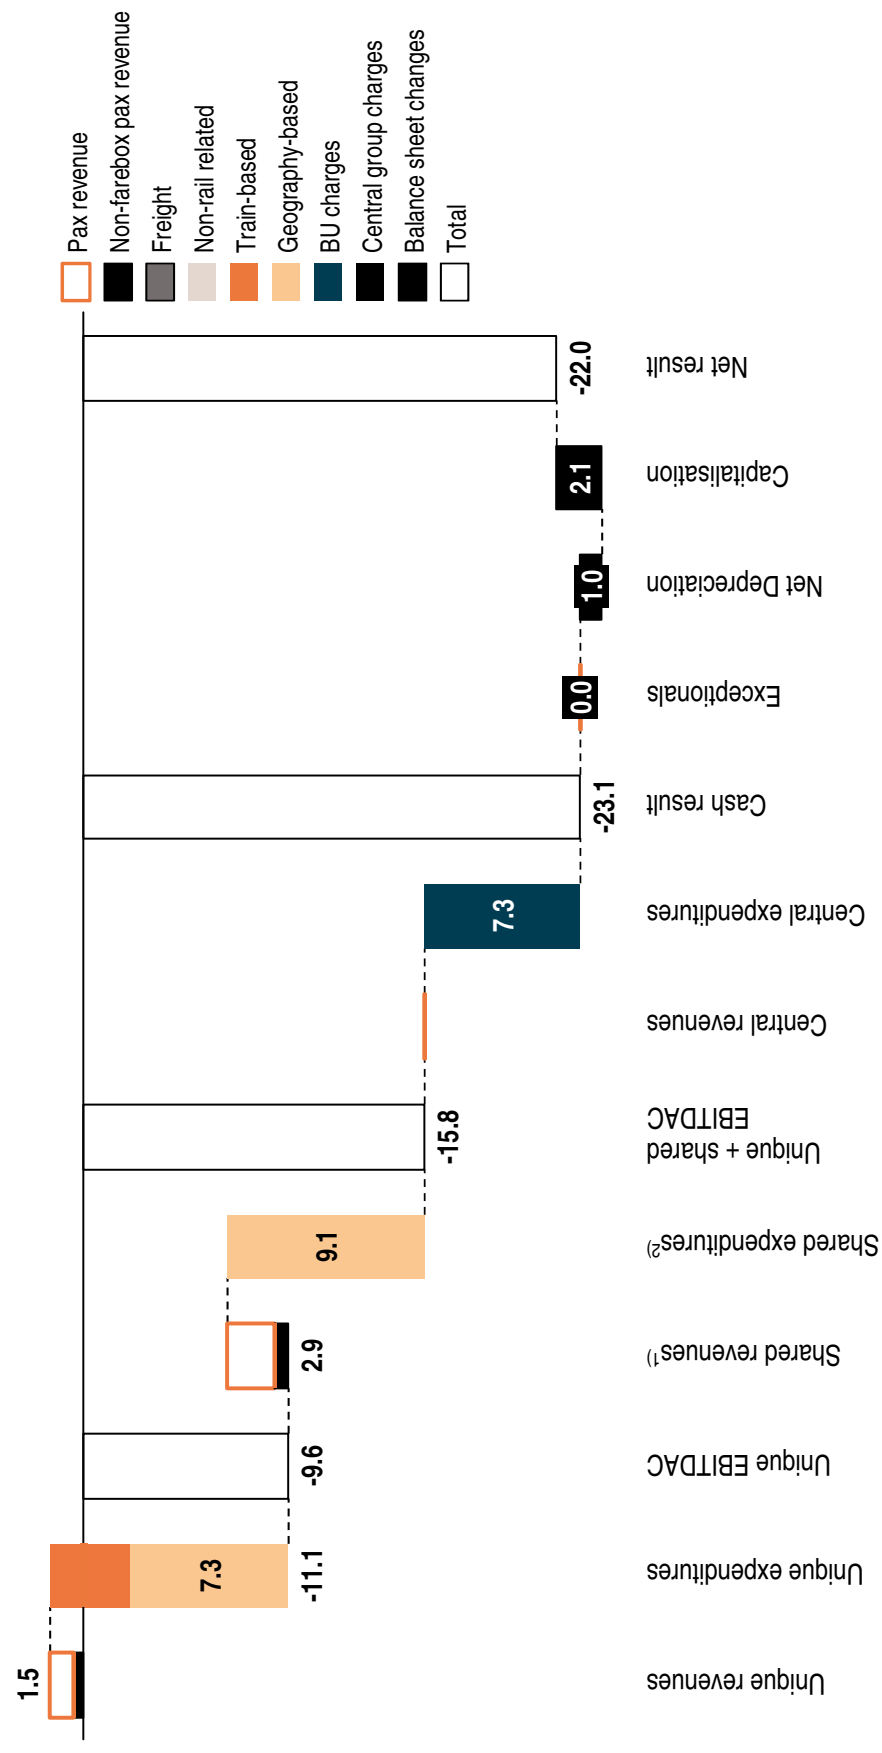 Pax revenue
Non-farebox pax revenue
Freight
Non-rail related
Train-based
Geography-based
BU charges
Central group charges
Balance sheet changes
Total
1.5
7.3
-11.1
-9.6
2.9
9.1
-15.8
7.3
-23.1
0.0
1.0
2.1
-22.0
Unique revenues
Unique expenditures
Unique EBITDAC
Shared revenues1)
Shared expenditures2)
Unique + shared
EBITDAC
Central revenues
Central expenditures
Cash result
Exceptionals
Net Depreciation
Capitalisation
Net result